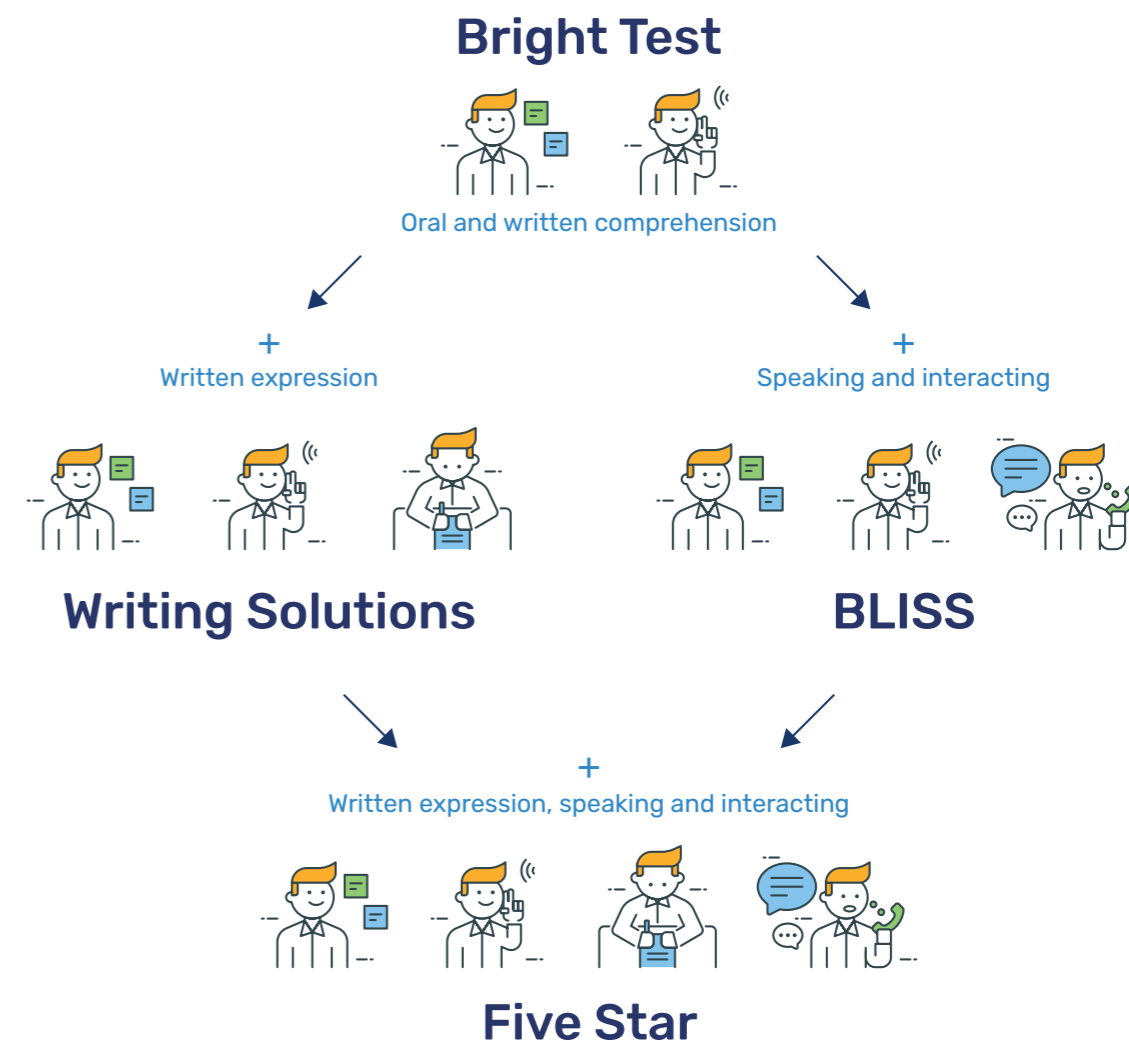 Bright Test
Oral and written comprehension
+
Written expression
+
Speaking and interacting
Writing Solutions
BLISS
+
Written expression, speaking and interacting
Five Star